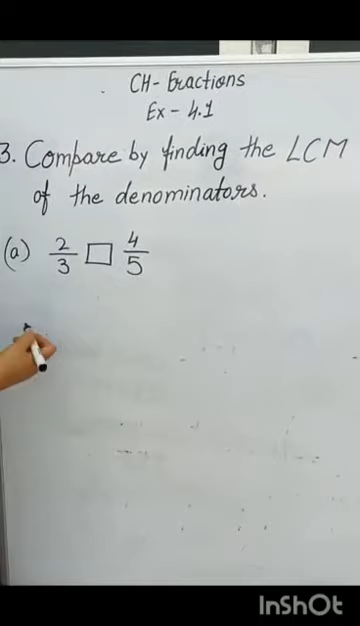 CH- Fractions
Ex - 4.1
3. Compare by finding the LCM
of the denominators.
(a) 2/3 □ 4/5
InShOt